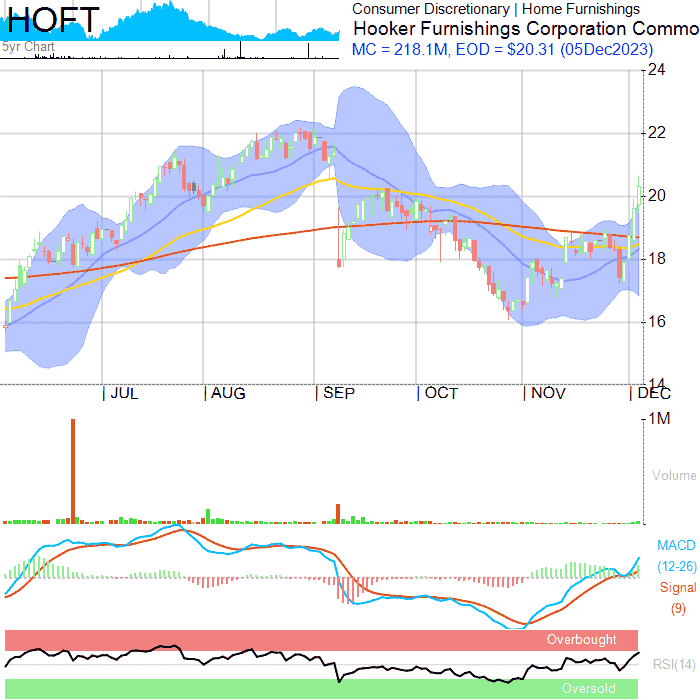 HOFT
5yr Chart
Consumer Discretionary | Home Furnishings
Hooker Furnishings Corporation Commo
MC = 218.1M, EOD = $20.31 (05Dec2023)
24
22
20
18
16
14
JUL AUG SEP OCT NOV DEC
1M
Volume
MACD
(12-26)
Signal
(9)
Overbought
RSI(14)
Oversold